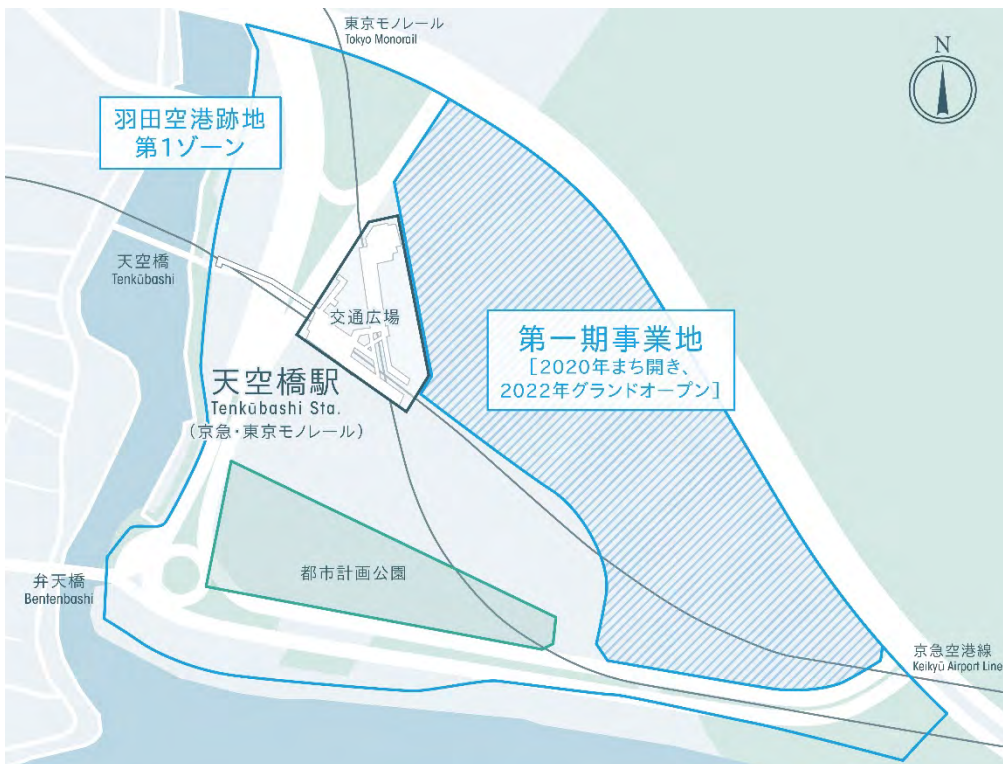 東京モノレール
Tokyo Monorail
N
羽田空港跡地
第1ゾーン
天空橋
Tenkūbashi
交通広場
第一期事業地
[2020年まち開き、
2022年グランドオープン]
天空橋駅
Tenkūbashi Sta.
(京急・東京モノレール)
都市計画公園
弁天橋
Bentenbashi
京急空港線
Keikyū Airport Line